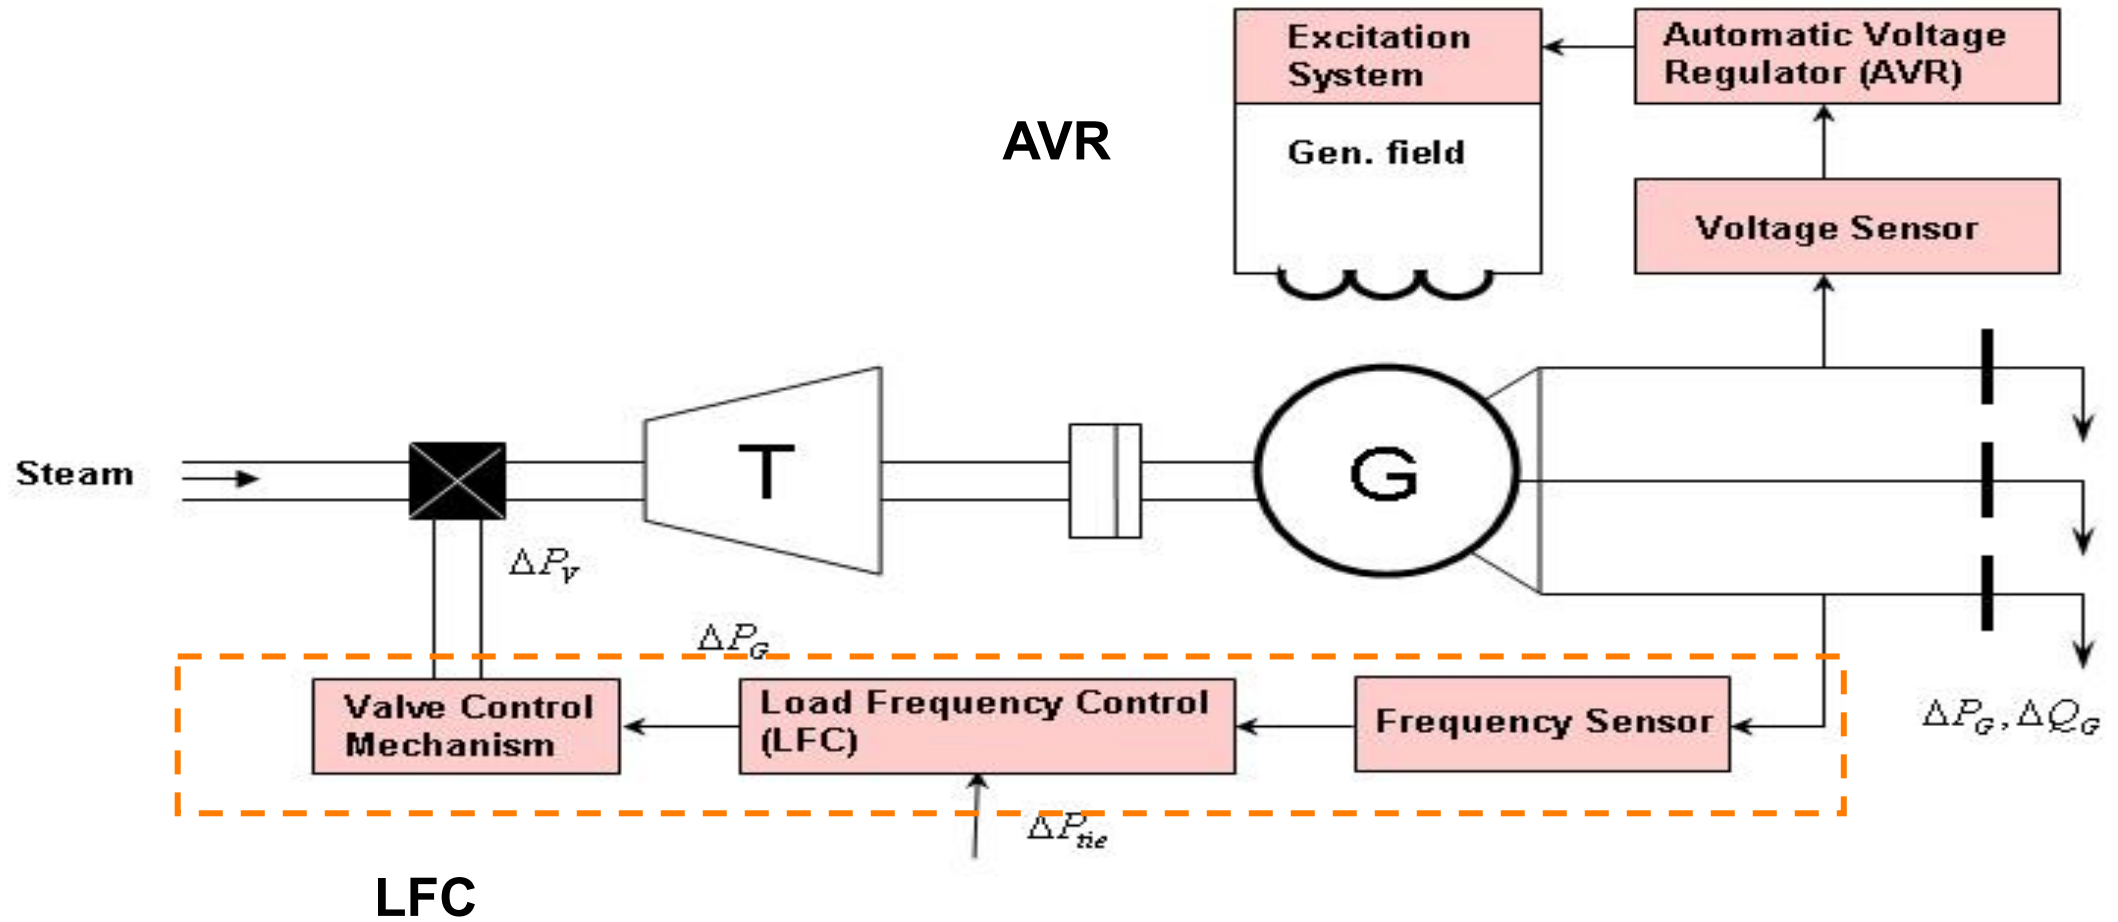 Excitation
System
Automatic Voltage
Regulator (AVR)
AVR
Gen. field
Voltage Sensor
Steam
T
G
ΔP_V
ΔP_G
Valve Control
Mechanism
Load Frequency Control
(LFC)
Frequency Sensor
ΔP_G, ΔQ_G
ΔP_tie
LFC